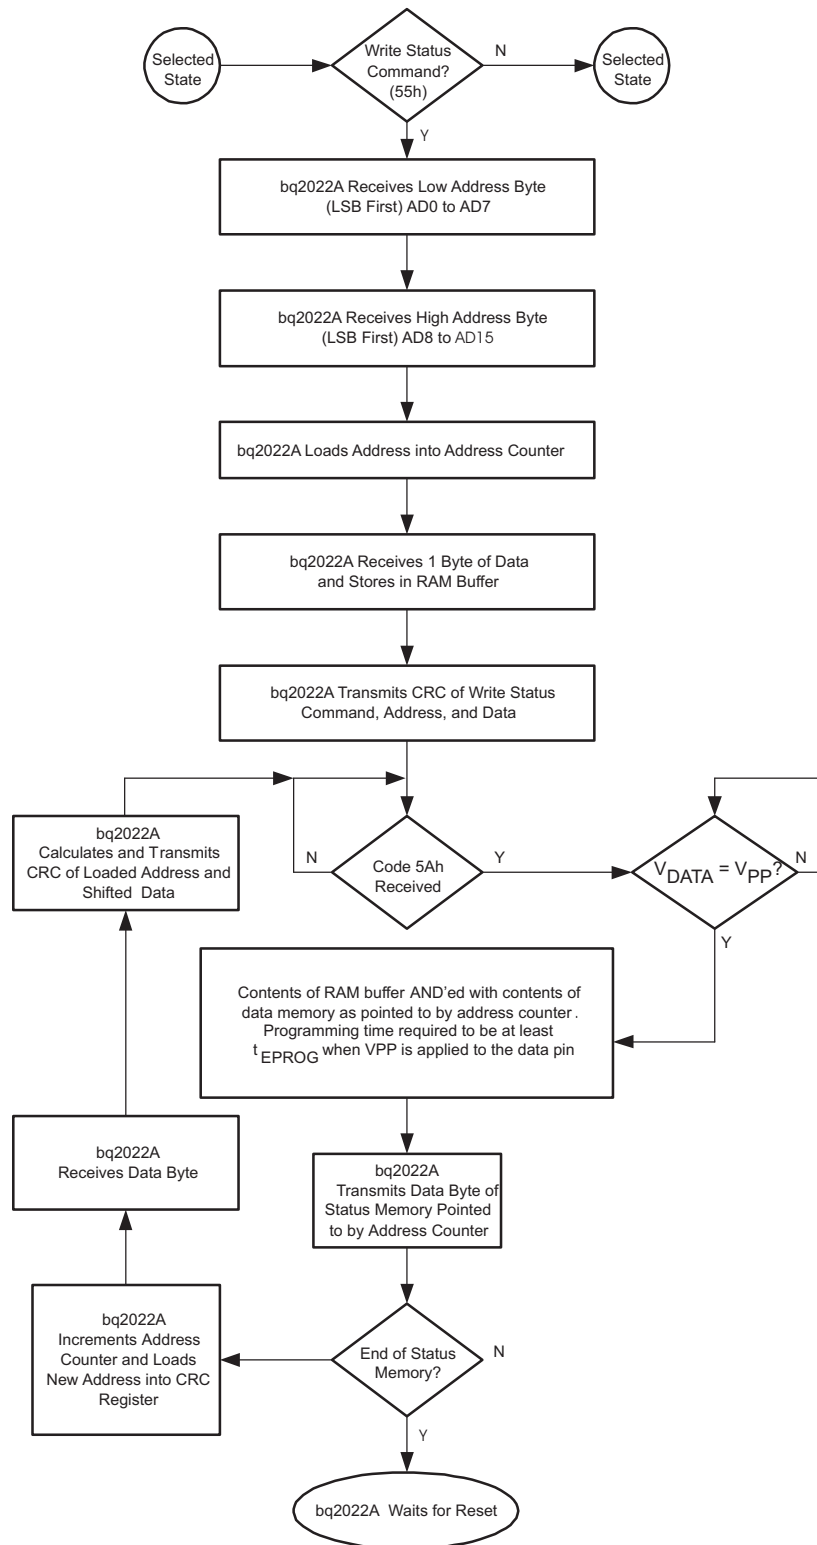 Selected
State
Write Status
Command?
(55h)
N
Selected
State
Y
bq2022A Receives Low Address Byte
(LSB First) AD0 to AD7
bq2022A Receives High Address Byte
(LSB First) AD8 to AD15
bq2022A Loads Address into Address Counter
bq2022A Receives 1 Byte of Data
and Stores in RAM Buffer
bq2022A Transmits CRC of Write Status
Command, Address, and Data
bq2022A
Calculates and Transmits
CRC of Loaded Address and
Shifted Data
N
Code 5Ah
Received
Y
VDATA = VPP?
N
Y
Contents of RAM buffer AND'ed with contents of
data memory as pointed to by address counter.
Programming time required to be at least
tEPROG when VPP is applied to the data pin
bq2022A
Receives Data Byte
bq2022A
Transmits Data Byte of
Status Memory Pointed
to by Address Counter
bq2022A
Increments Address
Counter and Loads
New Address into CRC
Register
End of Status
Memory?
N
Y
bq2022A Waits for Reset